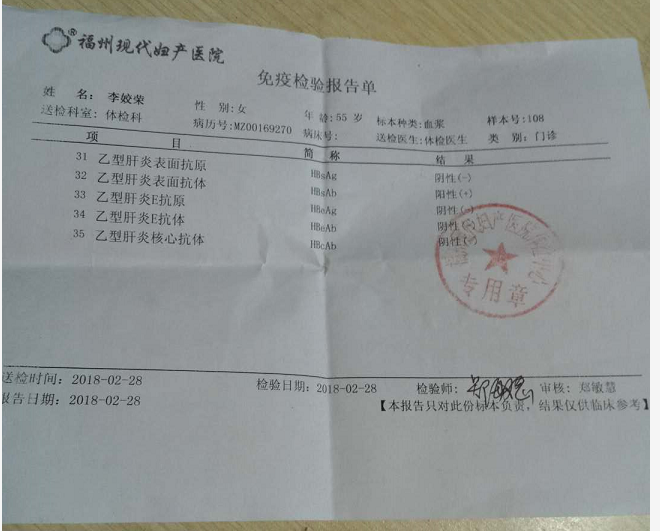 福州现代妇产医院
免疫检验报告单
姓 名: 李姣荣 性 别:女 年 龄:55 岁 标本种类:血浆 样本号:108
送检科室: 体检科 病历号:MZ00169270 病床号: 送检医生:体检医生 类 别: 门诊
项 目 简 称 结 果
31 乙型肝炎表面抗原 HBsAg 阴性(-)
32 乙型肝炎表面抗体 HBsAb 阳性(+)
33 乙型肝炎E抗原 HBeAg 阴性(-)
34 乙型肝炎E抗体 HBeAb 阴性
35 乙型肝炎核心抗体 HBcAb 阴性
专用章
送检时间: 2018-02-28 检验日期: 2018-02-28 检验师: 审核: 郑敏慧
报告日期: 2018-02-28 【本报告只对此份标本负责, 结果仅供临床参考】